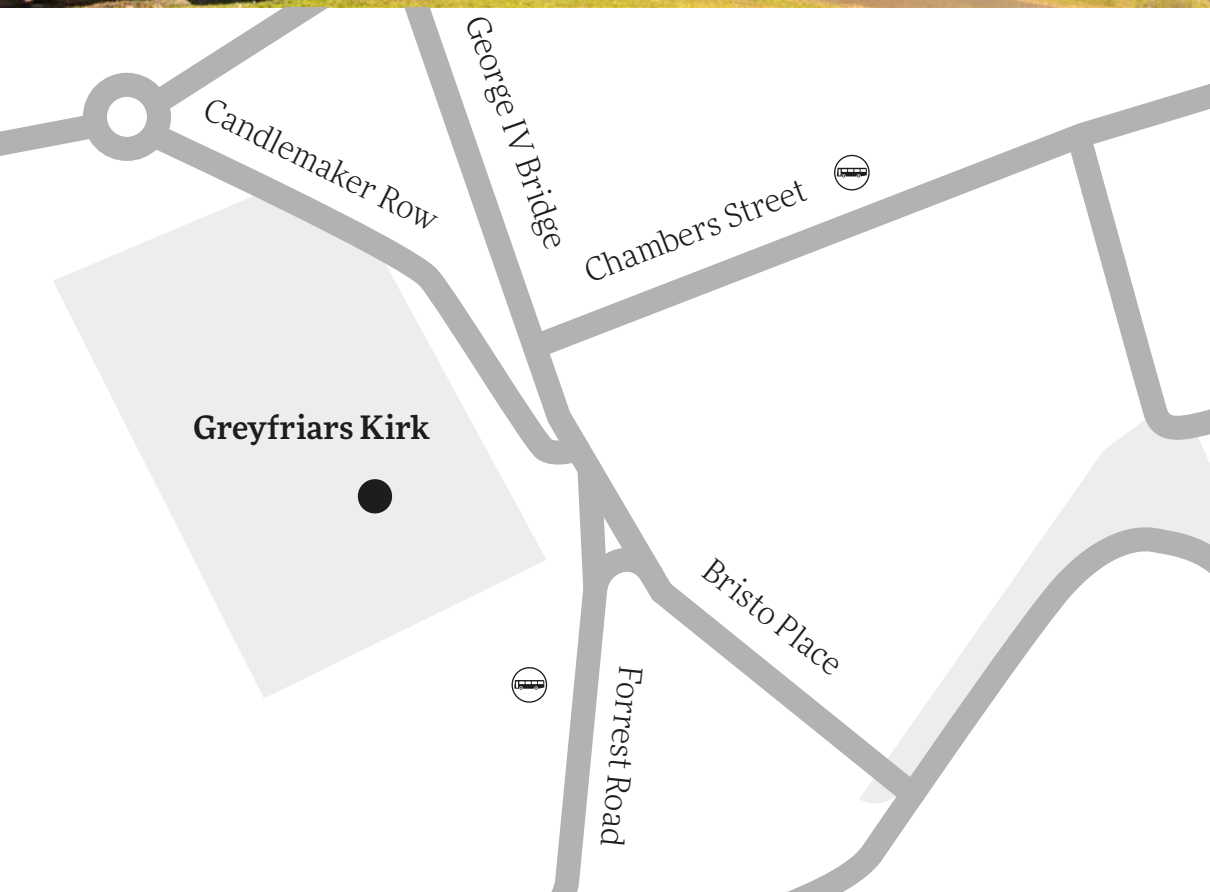 George IV Bridge
Candlemaker Row
Chambers Street
Greyfriars Kirk
Bristo Place
Forrest Road